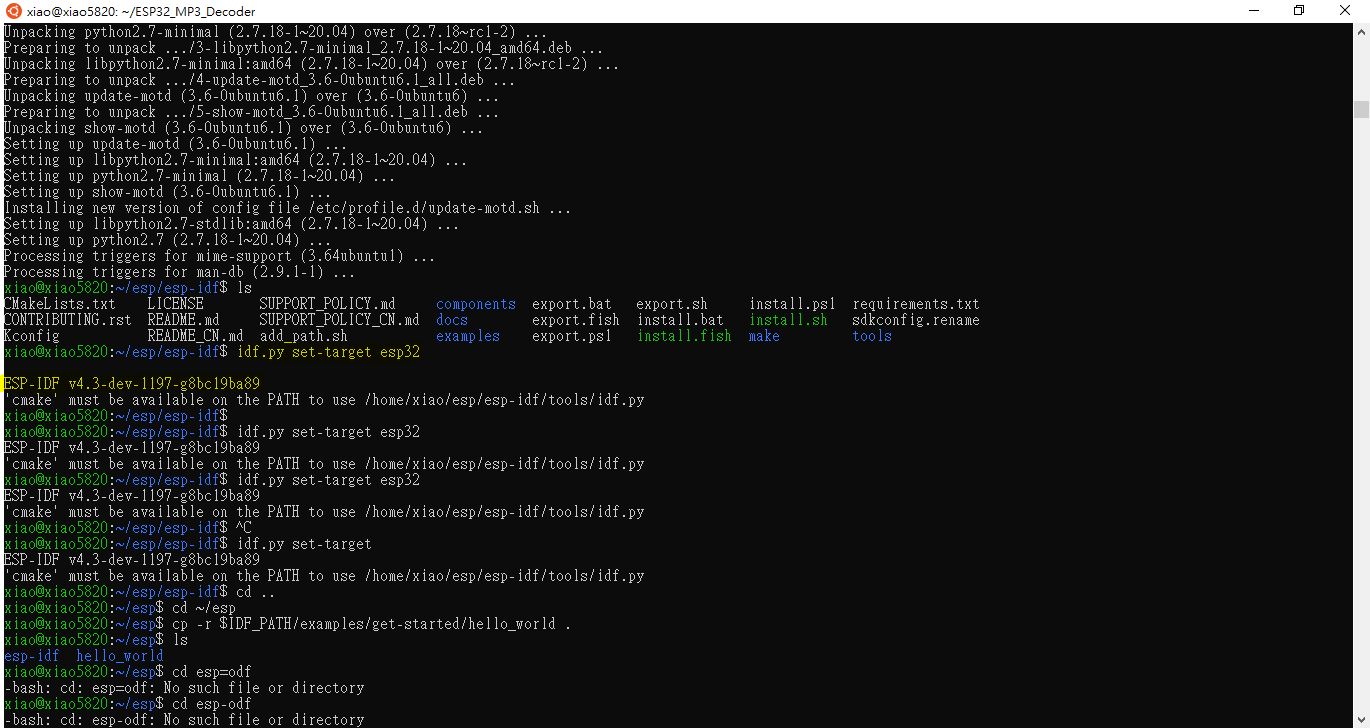 xiao@xiao5820: ~/ESP32_MP3_Decoder
Unpacking python2.7-minimal (2.7.18-1~20.04) over (2.7.18~rc1-2) ...
Preparing to unpack .../3-libpython2.7-minimal_2.7.18-1~20.04_amd64.deb ...
Unpacking libpython2.7-minimal:amd64 (2.7.18-1~20.04) over (2.7.18~rc1-2) ...
Preparing to unpack .../4-update-motd_3.6-0ubuntu6.1_all.deb ...
Unpacking update-motd (3.6-0ubuntu6.1) over (3.6-0ubuntu6) ...
Preparing to unpack .../5-show-motd_3.6-0ubuntu6.1_all.deb ...
Unpacking show-motd (3.6-0ubuntu6.1) over (3.6-0ubuntu6) ...
Setting up update-motd (3.6-0ubuntu6.1) ...
Setting up libpython2.7-minimal:amd64 (2.7.18-1~20.04) ...
Setting up python2.7-minimal (2.7.18-1~20.04) ...
Setting up show-motd (3.6-0ubuntu6.1) ...
Installing new version of config file /etc/profile.d/update-motd.sh ...
Setting up libpython2.7-stdlib:amd64 (2.7.18-1~20.04) ...
Setting up python2.7 (2.7.18-1~20.04) ...
Processing triggers for mime-support (3.64ubuntu1) ...
Processing triggers for man-db (2.9.1-1) ...
xiao@xiao5820:~/esp/esp-idf$ ls
CMakeLists.txt LICENSE SUPPORT_POLICY.md components export.bat export.sh install.ps1 requirements.txt
CONTRIBUTING.rst README.md SUPPORT_POLICY_CN.md docs export.fish install.bat install.sh sdkconfig.rename
Kconfig README_CN.md add_path.sh examples export.ps1 install.fish make tools
xiao@xiao5820:~/esp/esp-idf$ idf.py set-target esp32
ESP-IDF v4.3-dev-1197-g8bc19ba89
'cmake' must be available on the PATH to use /home/xiao/esp/esp-idf/tools/idf.py
xiao@xiao5820:~/esp/esp-idf$
xiao@xiao5820:~/esp/esp-idf$ idf.py set-target esp32
ESP-IDF v4.3-dev-1197-g8bc19ba89
'cmake' must be available on the PATH to use /home/xiao/esp/esp-idf/tools/idf.py
xiao@xiao5820:~/esp/esp-idf$ idf.py set-target esp32
ESP-IDF v4.3-dev-1197-g8bc19ba89
'cmake' must be available on the PATH to use /home/xiao/esp/esp-idf/tools/idf.py
xiao@xiao5820:~/esp/esp-idf$ ^C
xiao@xiao5820:~/esp/esp-idf$ idf.py set-target
ESP-IDF v4.3-dev-1197-g8bc19ba89
'cmake' must be available on the PATH to use /home/xiao/esp/esp-idf/tools/idf.py
xiao@xiao5820:~/esp/esp-idf$ cd ..
xiao@xiao5820:~/esp$ cd ~/esp
xiao@xiao5820:~/esp$ cp -r $IDF_PATH/examples/get-started/hello_world .
xiao@xiao5820:~/esp$ ls
esp-idf hello_world
xiao@xiao5820:~/esp$ cd esp=odf
-bash: cd: esp=odf: No such file or directory
xiao@xiao5820:~/esp$ cd esp-odf
-bash: cd: esp-odf: No such file or directory